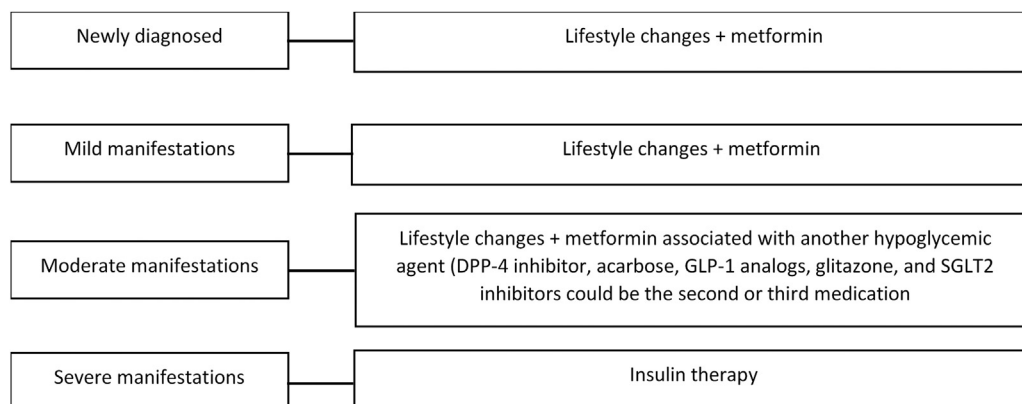 Newly diagnosed
Lifestyle changes + metformin
Mild manifestations
Lifestyle changes + metformin
Moderate manifestations
Lifestyle changes + metformin associated with another hypoglycemic
agent (DPP-4 inhibitor, acarbose, GLP-1 analogs, glitazone, and SGLT2
inhibitors could be the second or third medication
Severe manifestations
Insulin therapy